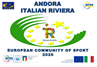 ANDORA
ITALIAN RIVIERA
EUROPEAN COMMUNITY OF SPORT
2020